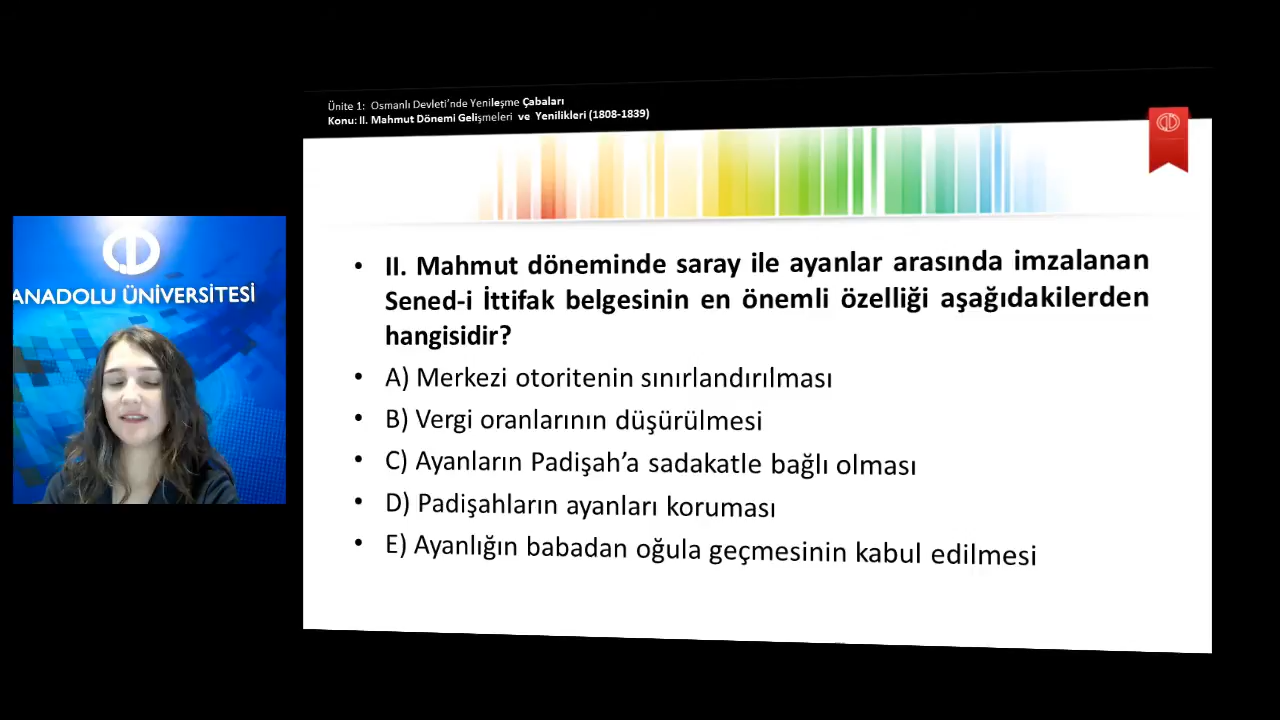 Ünite 1: Osmanlı Devleti'nde Yenileşme Çabaları
Konu: II. Mahmut Dönemi Gelişmeleri ve Yenilikleri (1808-1839)
ANADOLU ÜNİVERSİTESİ
• II. Mahmut döneminde saray ile ayanlar arasında imzalanan
Sened-i İttifak belgesinin en önemli özelliği aşağıdakilerden
hangisidir?
• A) Merkezi otoritenin sınırlandırılması
• B) Vergi oranlarının düşürülmesi
• C) Ayanların Padişah'a sadakatle bağlı olması
• D) Padişahların ayanları koruması
• E) Ayanlığın babadan oğula geçmesinin kabul edilmesi